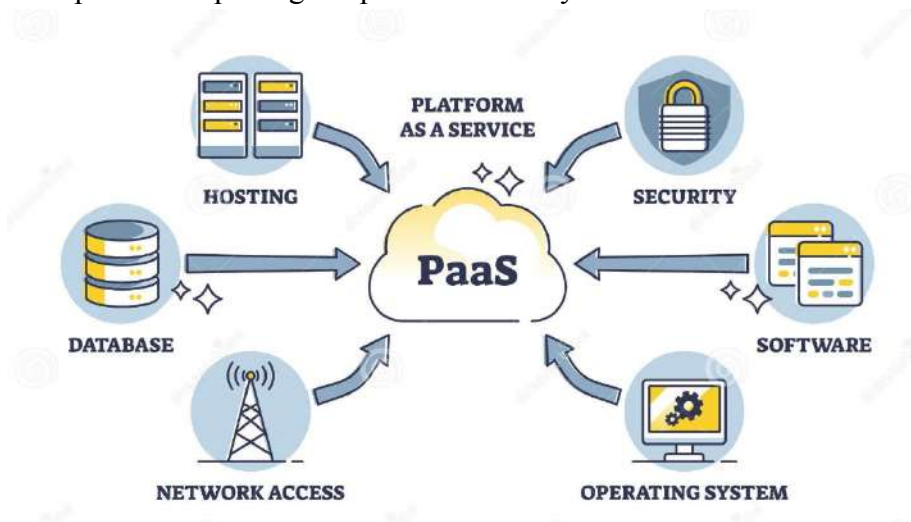 PLATFORM
AS A SERVICE
HOSTING
SECURITY
PaaS
DATABASE
SOFTWARE
NETWORK ACCESS
OPERATING SYSTEM